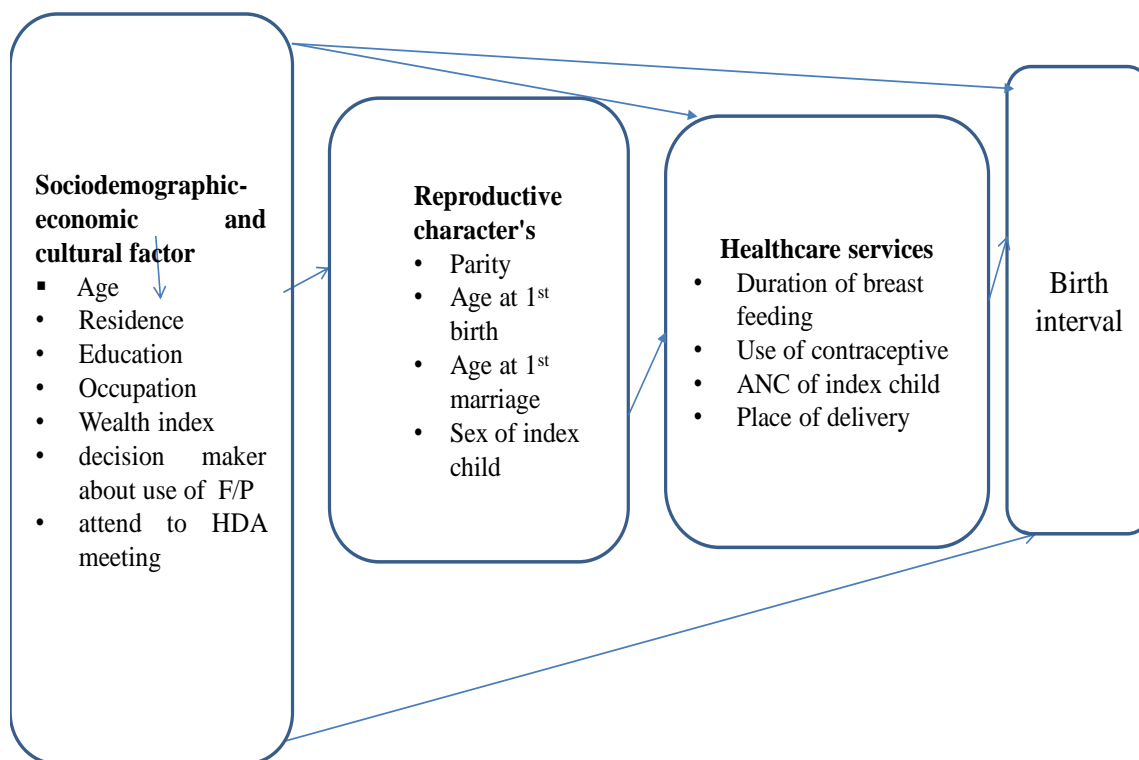 Sociodemographic-
economic and
cultural factor
▪ Age
• Residence
• Education
• Occupation
• Wealth index
• decision maker
about use of F/P
• attend to HDA
meeting
Reproductive
character's
• Parity
• Age at 1st
birth
• Age at 1st
marriage
• Sex of index
child
Healthcare services
• Duration of breast
feeding
• Use of contraceptive
• ANC of index child
• Place of delivery
Birth
interval